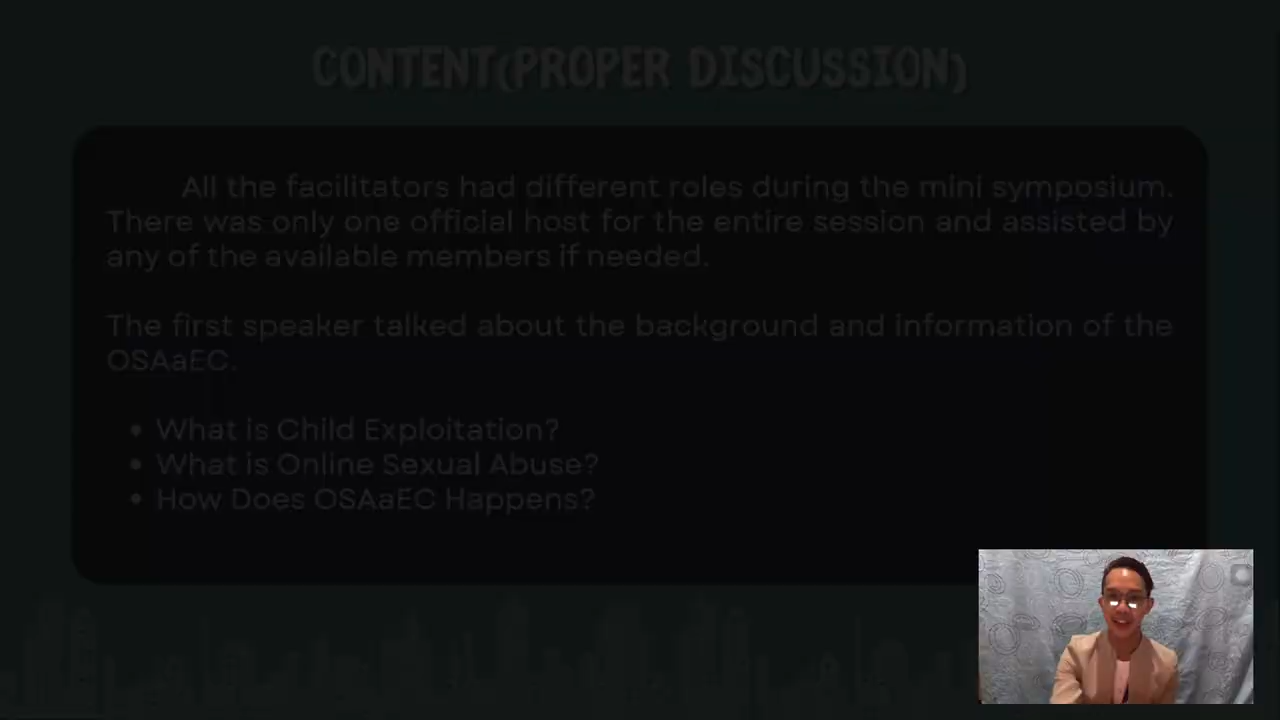 CONTENT(PROPER DISCUSSION)
All the facilitators had different roles during the mini symposium.
There was only one official host for the entire session and assisted by
any of the available members if needed.
The first speaker talked about the background and information of the
OSAaEC.
• What is Child Exploitation?
• What is Online Sexual Abuse?
• How Does OSAaEC Happens?